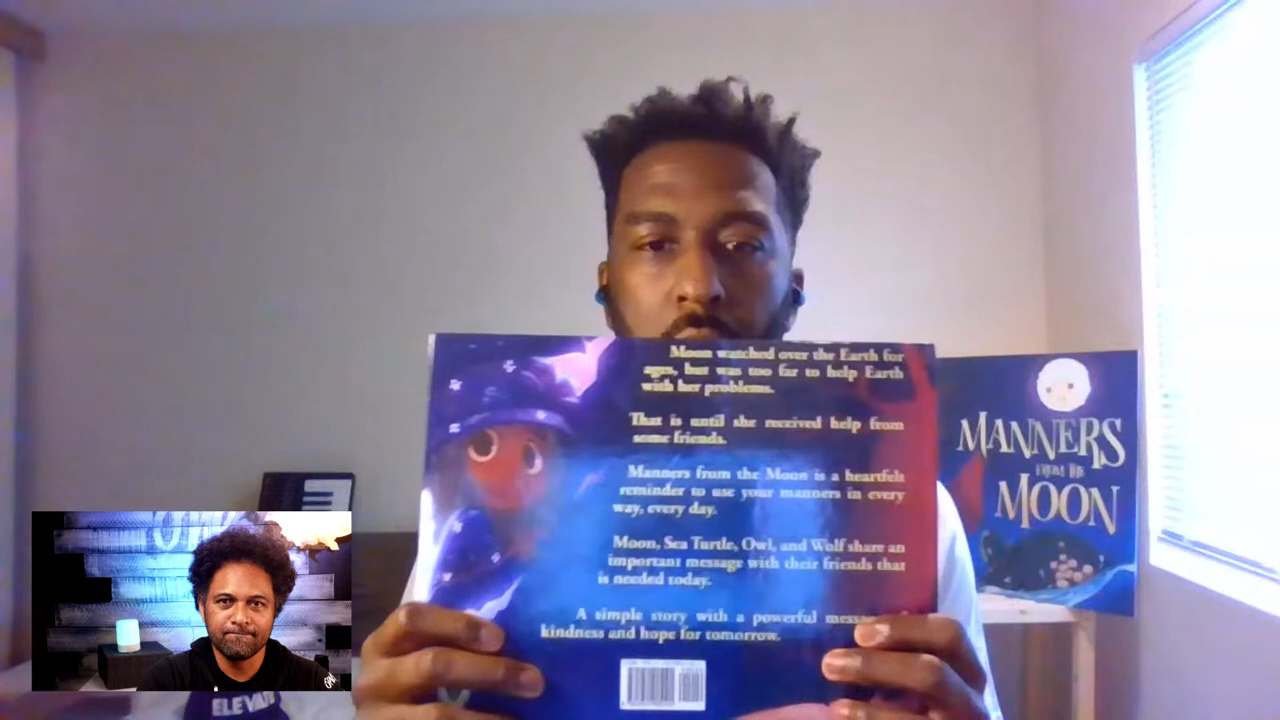 Moon watched over the Earth for
ages, but was too far to help Earth
with her problems.
That is until she received help from
some friends.
Manners from the Moon is a heartfelt
reminder to use your manners in every
way, every day.
Moon, Sea Turtle, Owl, and Wolf share an
important message with their friends that
is needed today.
A simple story with a powerful
kindness and hope for tomorrow.
MANNERS
FROM THE
MOON